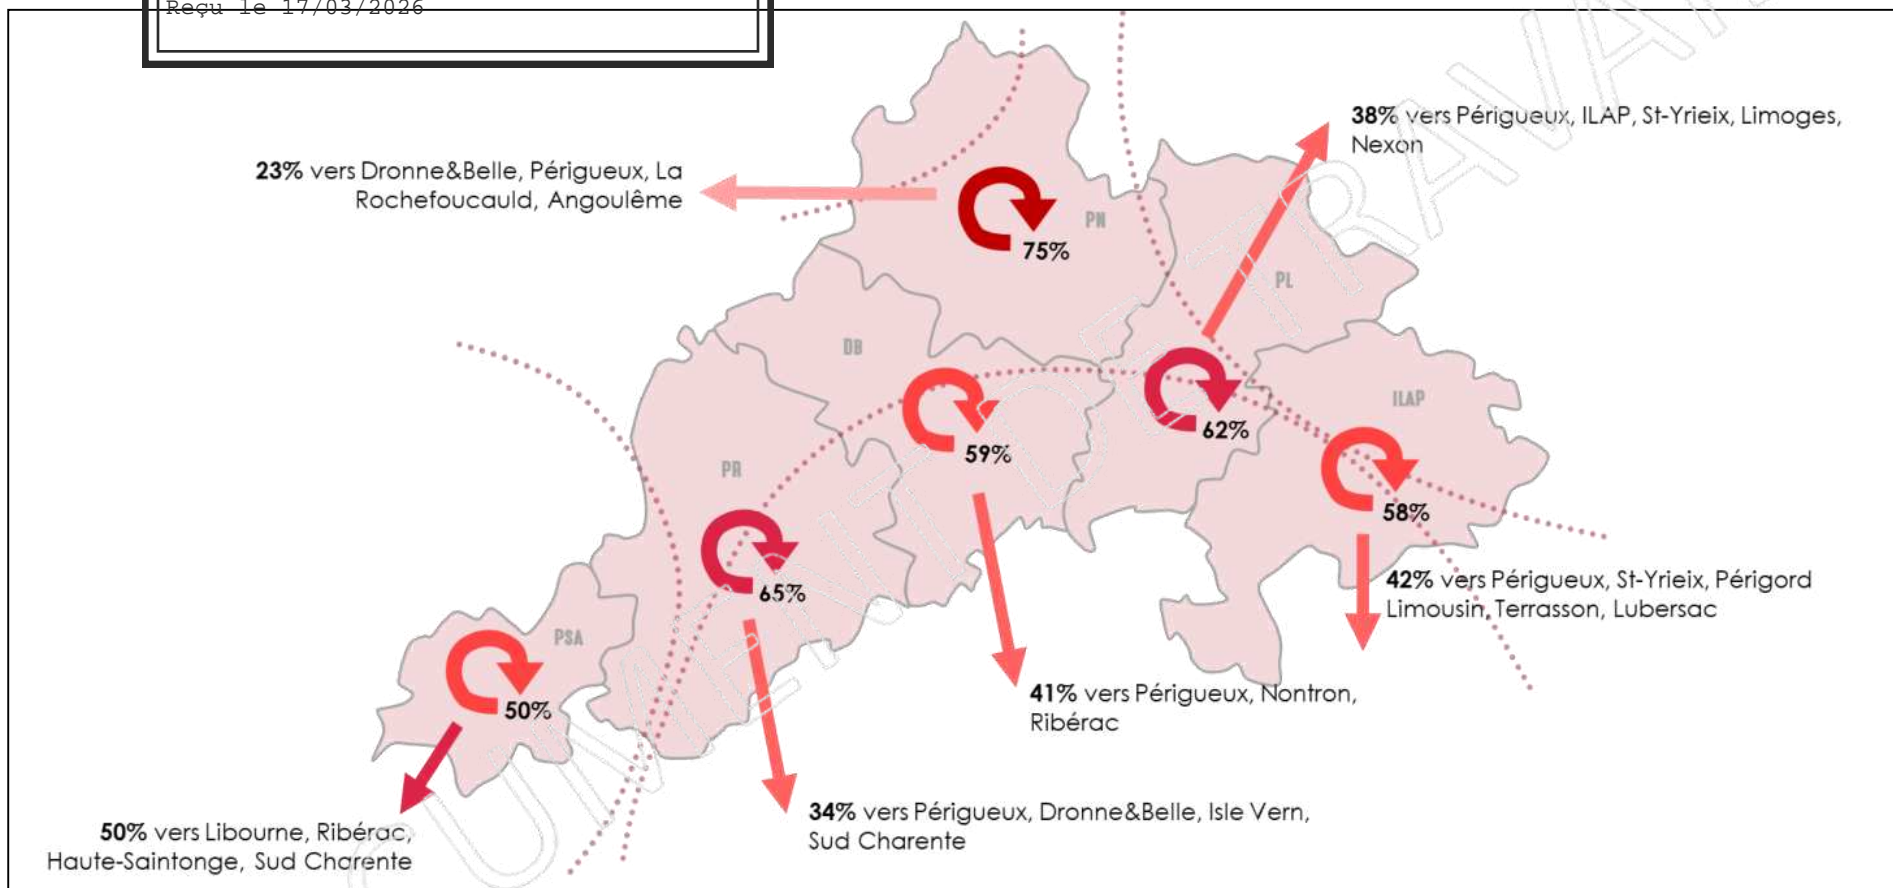 Reçu le 17/03/2026
38% vers Périgueux, ILAP, St-Yrieix, Limoges,
Nexon
23% vers Dronne&Belle, Périgueux, La
Rochefoucauld, Angoulême
PN
75%
PL
DB
ILAP
62%
59%
PR
58%
65%
42% vers Périgueux, St-Yrieix, Périgord
Limousin, Terrasson, Lubersac
PSA
50%
41% vers Périgueux, Nontron,
Ribérac
34% vers Périgueux, Dronne&Belle, Isle Vern,
Sud Charente
50% vers Libourne, Ribérac,
Haute-Saintonge, Sud Charente